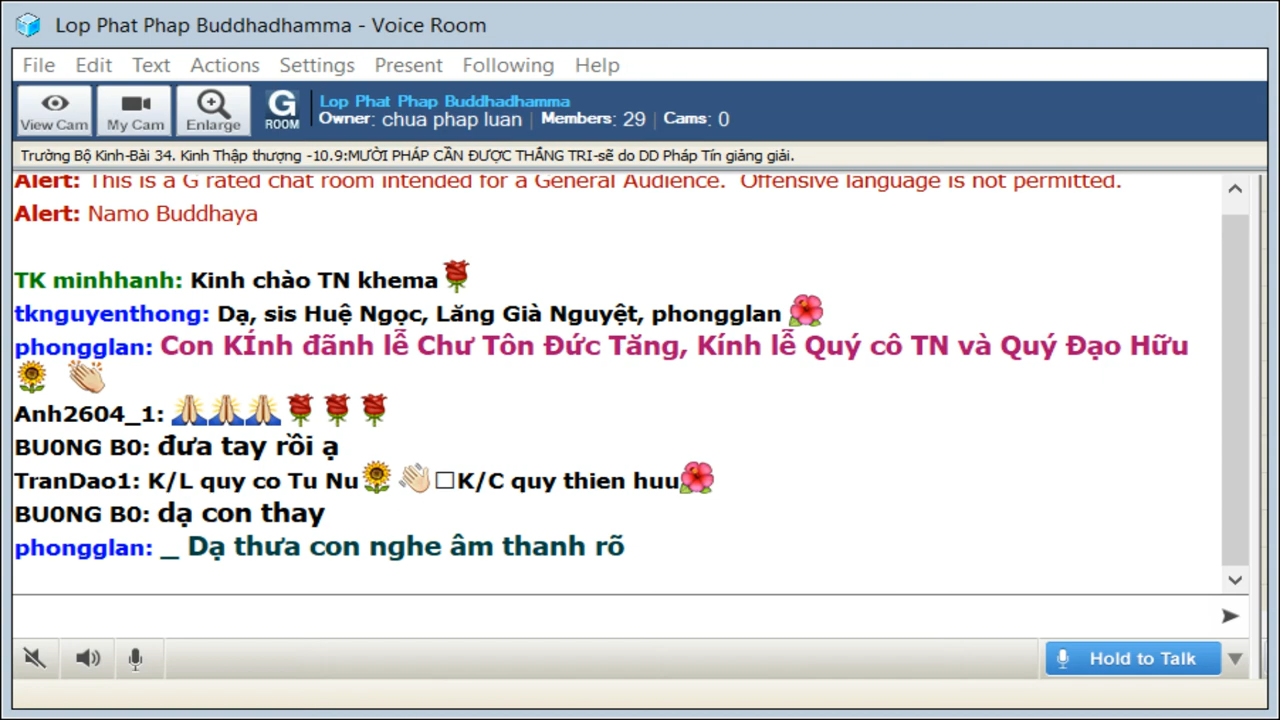 Lop Phat Phap Buddhadhamma - Voice Room
File Edit Text Actions Settings Present Following Help
View Cam My Cam Enlarge G ROOM
Lop Phat Phap Buddhadhamma
Owner: chua phap luan | Members: 29 | Cams: 0
Trường Bộ Kinh-Bài 34. Kinh Thập thượng -10.9:MƯỜI PHÁP CẦN ĐƯỢC THẮNG TRI-sẽ do DD Pháp Tín giảng giải.
Alert: This is a G rated chat room intended for a General Audience. Offensive language is not permitted.
Alert: Namo Buddhaya
TK minhhanh: Kinh chào TN khema🌹
tknguyenthong: Dạ, sis Huệ Ngọc, Lăng Già Nguyệt, phongglan 🌺
phongglan: Con KÍnh đãnh lễ Chư Tôn Đức Tăng, Kính lễ Quý cô TN và Quý Đạo Hữu
🌻 👏
Anh2604_1: 🙏🙏🙏🌹🌹🌹
BU0NG B0: đưa tay rồi ạ
TranDao1: K/L quy co Tu Nu🌻 👋□K/C quy thien huu🌺
BU0NG B0: dạ con thay
phongglan: _ Dạ thưa con nghe âm thanh rõ
Hold to Talk